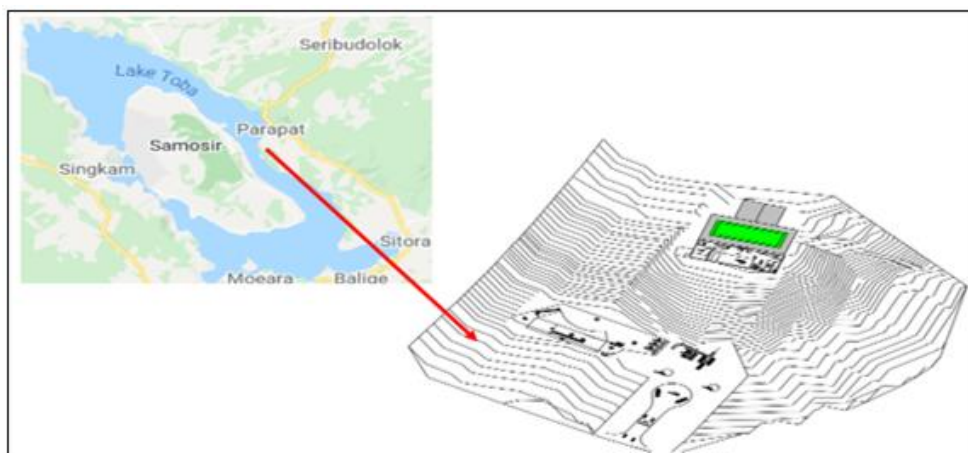 Seribudolok
Lake Toba
Parapat
Samosir
Singkam
Sitora
Moeara
Balige